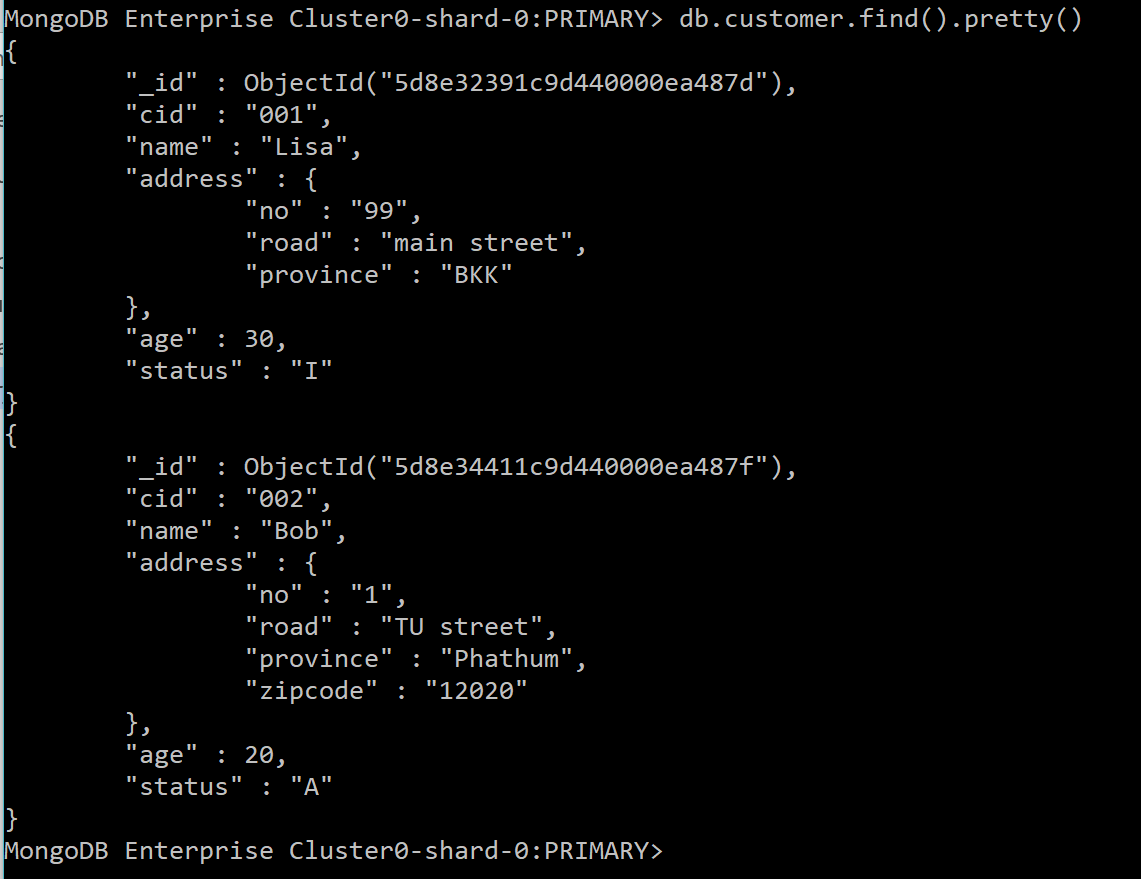 MongoDB Enterprise Cluster0-shard-0:PRIMARY> db.customer.find().pretty()
{
        "_id" : ObjectId("5d8e32391c9d440000ea487d"),
        "cid" : "001",
        "name" : "Lisa",
        "address" : {
                "no" : "99",
                "road" : "main street",
                "province" : "BKK"
        },
        "age" : 30,
        "status" : "I"
}
{
        "_id" : ObjectId("5d8e34411c9d440000ea487f"),
        "cid" : "002",
        "name" : "Bob",
        "address" : {
                "no" : "1",
                "road" : "TU street",
                "province" : "Phathum",
                "zipcode" : "12020"
        },
        "age" : 20,
        "status" : "A"
}
MongoDB Enterprise Cluster0-shard-0:PRIMARY>